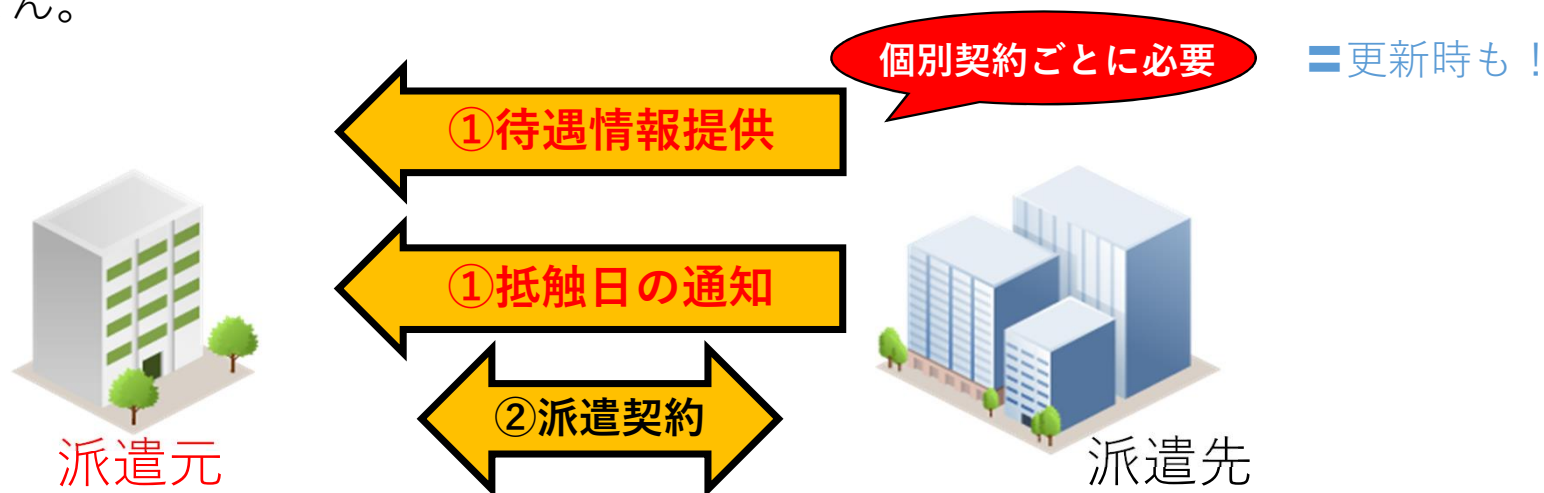 ん。
個別契約ごとに必要
＝更新時も！
①待遇情報提供
①抵触日の通知
②派遣契約
派遣元
派遣先